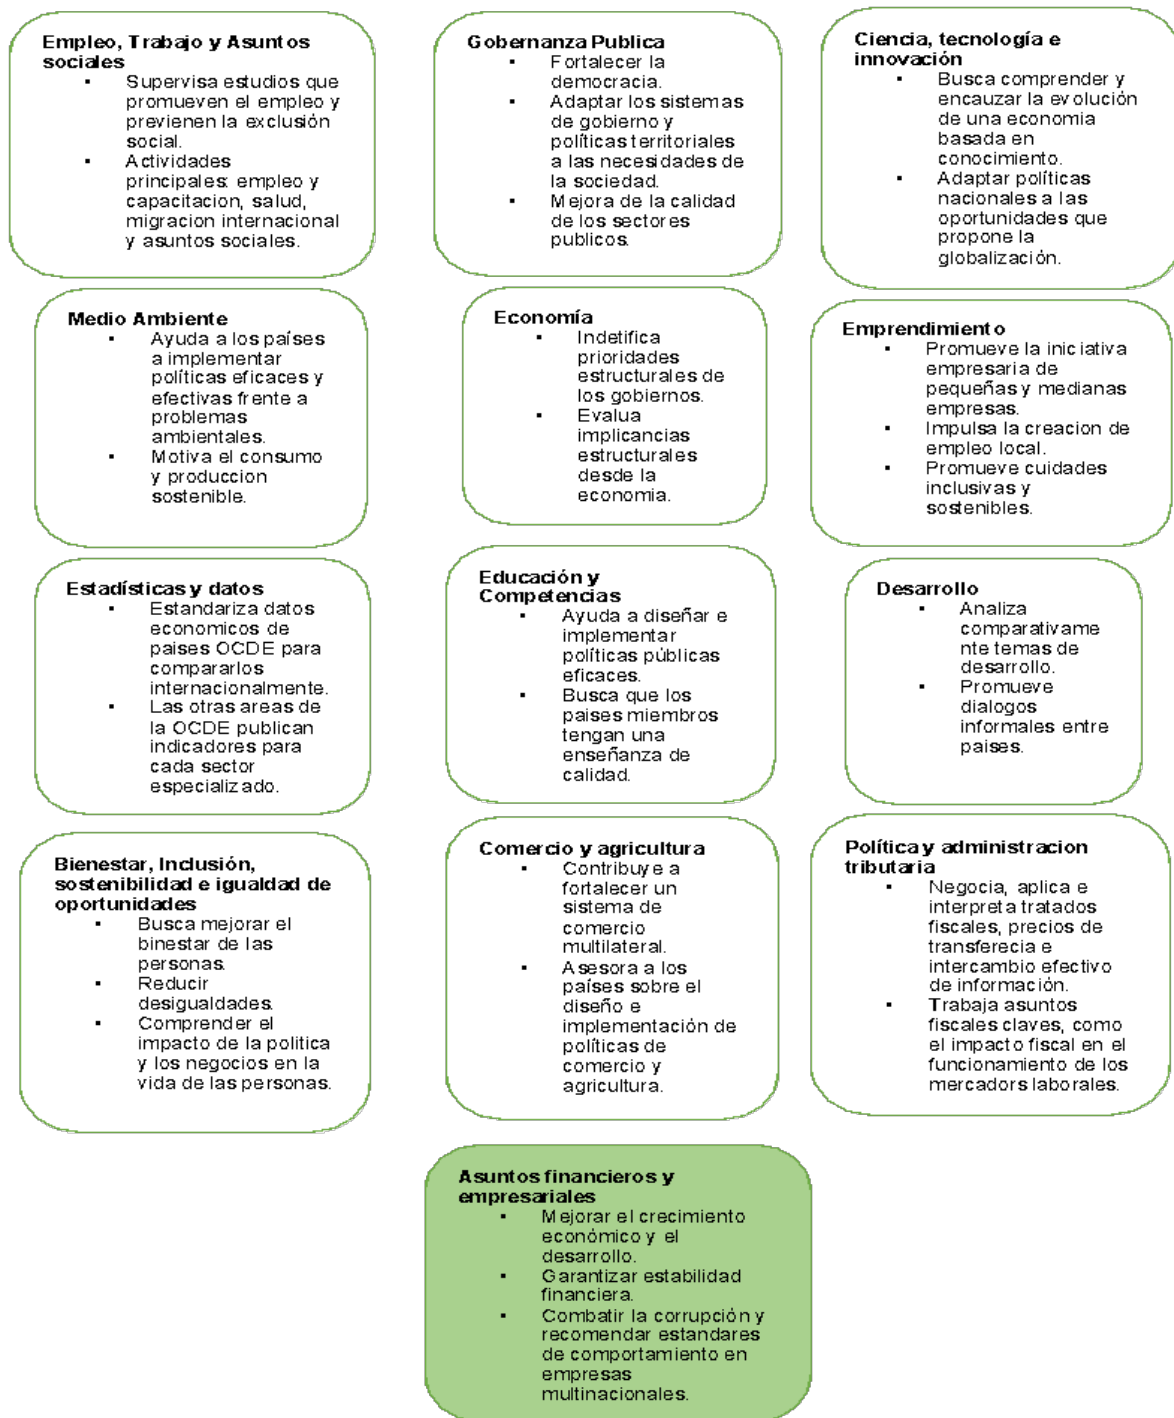 Empleo, Trabajo y Asuntos
sociales
▪ Supervisa estudios que
promueven el empleo y
previenen la exclusión
social.
▪ Actividades
principales: empleo y
capacitacion, salud,
migracion internacional
y asuntos sociales.
Gobernanza Publica
▪ Fortalecer la
democracia.
▪ Adaptar los sistemas
de gobierno y
políticas territoriales
a las necesidades de
la sociedad.
▪ Mejora de la calidad
de los sectores
publicos.
Ciencia, tecnología e
innovación
▪ Busca comprender y
encauzar la evolución
de una economia
basada en
conocimiento.
▪ Adaptar políticas
nacionales a las
oportunidades que
propone la
globalización.
Medio Ambiente
▪ Ayuda a los países
a implementar
políticas eficaces y
efectivas frente a
problemas
ambientales.
▪ Motiva el consumo
y produccion
sostenible.
Economía
▪ Indetifica
prioridades
estructurales de
los gobiernos.
▪ Evalua
implicancias
estructurales
desde la
economia.
Emprendimiento
▪ Promueve la iniciativa
empresaria de
pequeñas y medianas
empresas.
▪ Impulsa la creacion de
empleo local.
▪ Promueve cuidades
inclusivas y
sostenibles.
Estadísticas y datos
▪ Estandariza datos
economicos de
paises OCDE para
compararlos
internacionalmente.
▪ Las otras areas de
la OCDE publican
indicadores para
cada sector
especializado.
Educación y
Competencias
▪ Ayuda a diseñar e
implementar
políticas públicas
eficaces.
▪ Busca que los
países miembros
tengan una
enseñanza de
calidad.
Desarrollo
▪ Analiza
comparativame
nte temas de
desarrollo.
▪ Promueve
dialogos
informales entre
paises.
Bienestar, Inclusión,
sostenibilidad e igualdad de
oportunidades
▪ Busca mejorar el
binestar de las
personas.
▪ Reducir
desigualdades.
▪ Comprender el
impacto de la politica
y los negocios en la
vida de las personas.
Comercio y agricultura
▪ Contribuye a
fortalecer un
sistema de
comercio
multilateral.
▪ Asesora a los
países sobre el
diseño e
implementación de
políticas de
comercio y
agricultura.
Política y administracion
tributaria
▪ Negocia, aplica e
interpreta tratados
fiscales, precios de
transferecia e
intercambio efectivo
de información.
▪ Trabaja asuntos
fiscales claves, como
el impacto fiscal en el
funcionamiento de los
mercadors laborales.
Asuntos financieros y
empresariales
▪ Mejorar el crecimiento
económico y el
desarrollo.
▪ Garantizar estabilidad
financiera.
▪ Combatir la corrupción y
recomendar estandares
de comportamiento en
empresas
multinacionales.